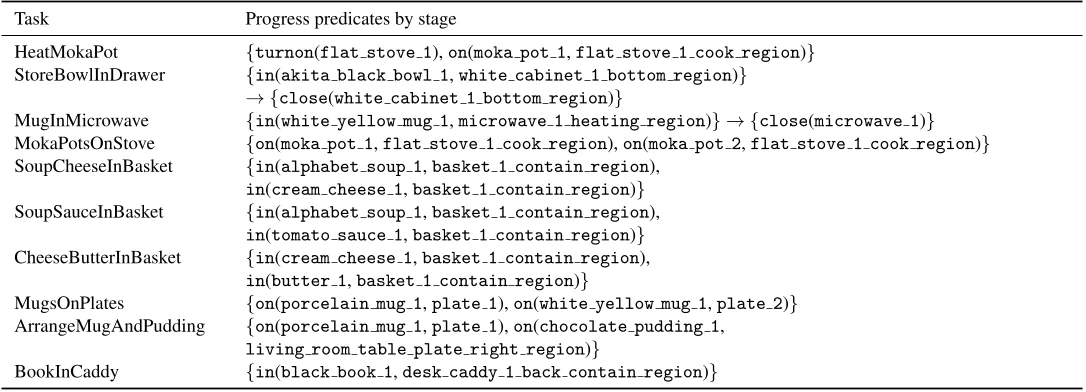 Task Progress predicates by stage
HeatMokaPot {turnon(flat_stove_1), on(moka_pot_1, flat_stove_1_cook_region)}
StoreBowlInDrawer {in(akita_black_bowl_1, white_cabinet_1_bottom_region)}
→ {close(white_cabinet_1_bottom_region)}
MugInMicrowave {in(white_yellow_mug_1, microwave_1_heating_region)} → {close(microwave_1)}
MokaPotsOnStove {on(moka_pot_1, flat_stove_1_cook_region), on(moka_pot_2, flat_stove_1_cook_region)}
SoupCheeseInBasket {in(alphabet_soup_1, basket_1_contain_region),
in(cream_cheese_1, basket_1_contain_region)}
SoupSauceInBasket {in(alphabet_soup_1, basket_1_contain_region),
in(tomato_sauce_1, basket_1_contain_region)}
CheeseButterInBasket {in(cream_cheese_1, basket_1_contain_region),
in(butter_1, basket_1_contain_region)}
MugsOnPlates {on(porcelain_mug_1, plate_1), on(white_yellow_mug_1, plate_2)}
ArrangeMugAndPudding {on(porcelain_mug_1, plate_1), on(chocolate_pudding_1,
living_room_table_plate_right_region)}
BookInCaddy {in(black_book_1, desk_caddy_1_back_contain_region)}